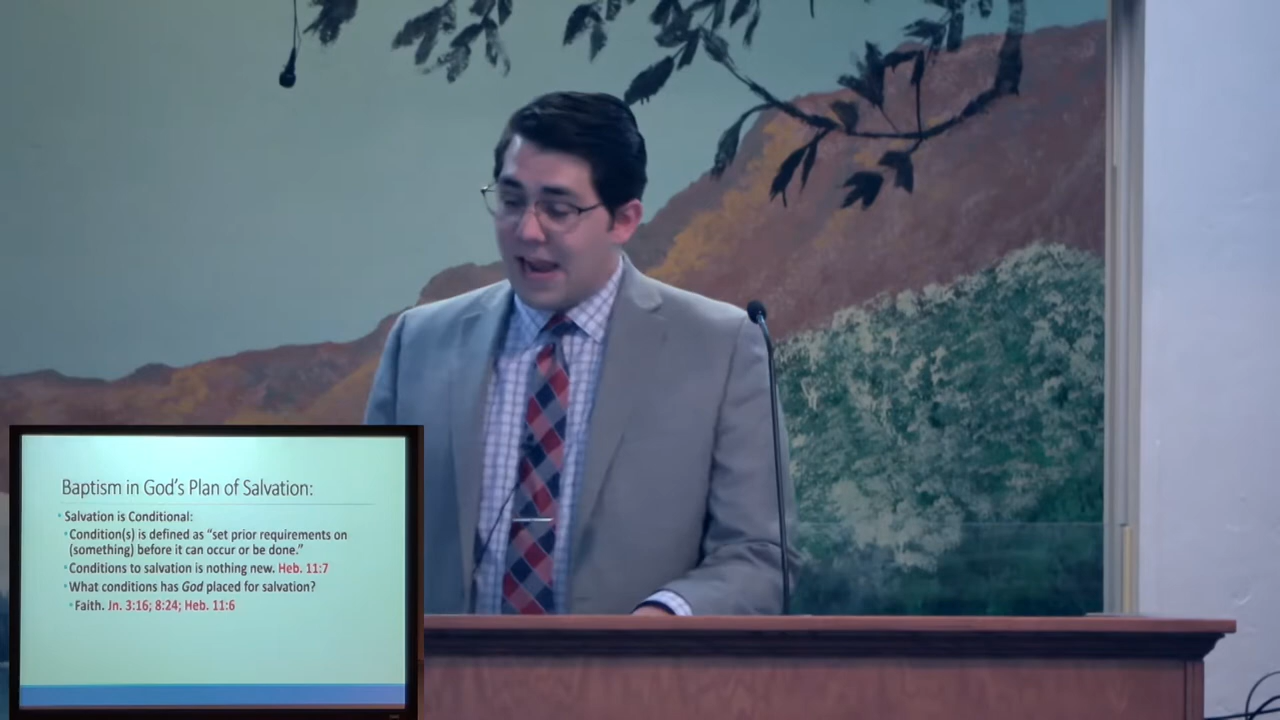 Baptism in God's Plan of Salvation:
Salvation is Conditional:
Condition(s) is defined as "set prior requirements on
(something) before it can occur or be done."
Conditions to salvation is nothing new. Heb. 11:7
What conditions has God placed for salvation?
Faith. Jn. 3:16; 8:24; Heb. 11:6